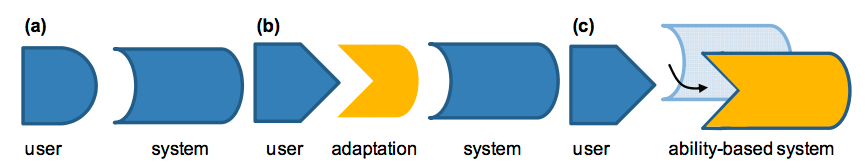 (a) (b) (c)
user system user adaptation system user ability-based system